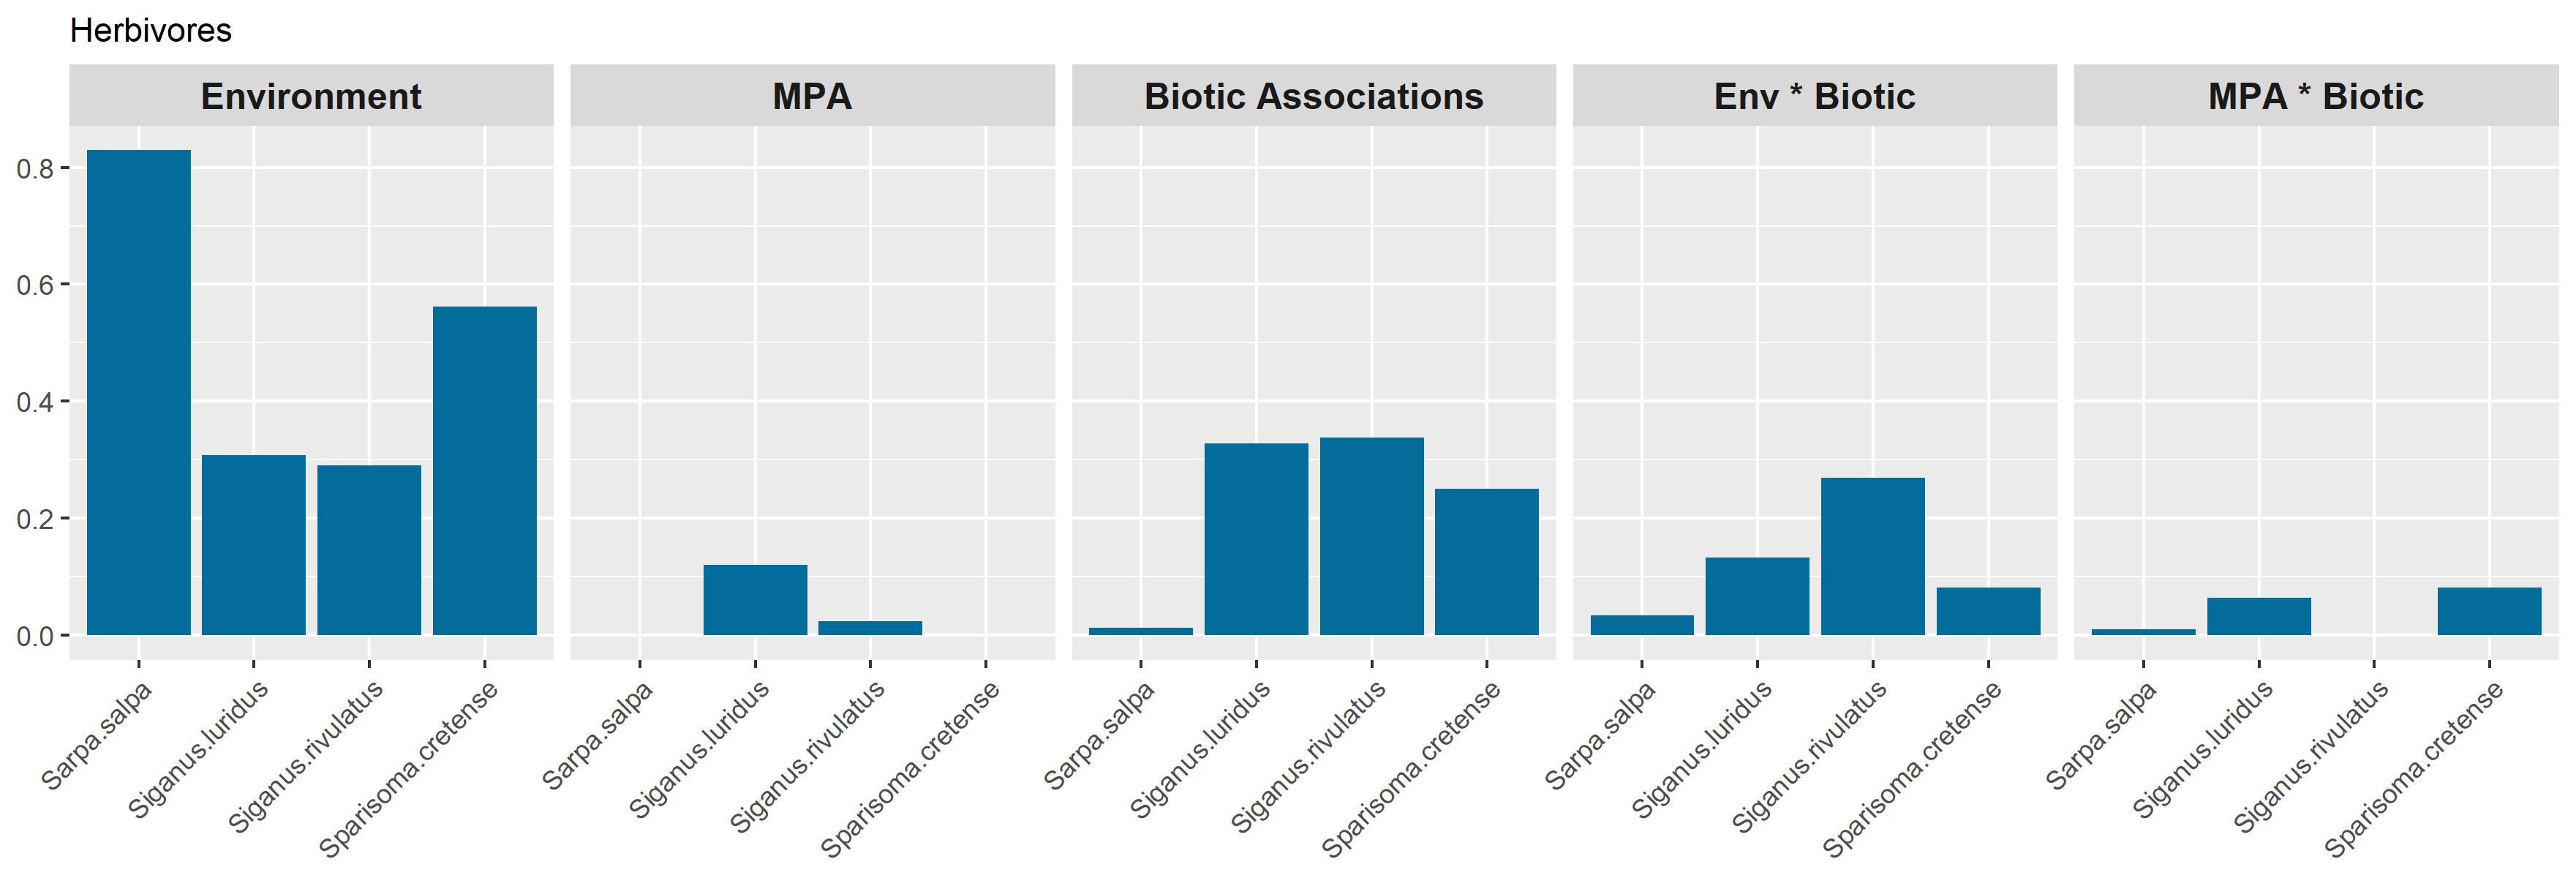 Herbivores
Environment
MPA
Biotic Associations
Env * Biotic
MPA * Biotic
0.8
0.6
0.4
0.2
0.0
Sarpa.salpa
Siganus.luridus
Siganus.rivulatus
Sparisoma.cretense
Sarpa.salpa
Siganus.luridus
Siganus.rivulatus
Sparisoma.cretense
Sarpa.salpa
Siganus.luridus
Siganus.rivulatus
Sparisoma.cretense
Sarpa.salpa
Siganus.luridus
Siganus.rivulatus
Sparisoma.cretense
Sarpa.salpa
Siganus.luridus
Siganus.rivulatus
Sparisoma.cretense